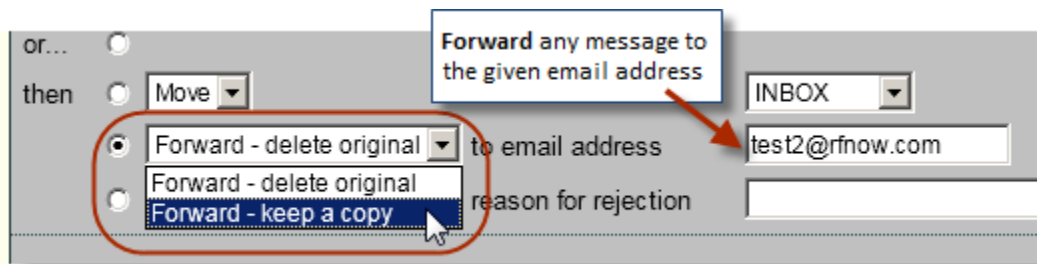 or...
Forward any message to
the given email address
then Move INBOX
Forward - delete original to email address test2@rfnow.com
Forward - delete original
Forward - keep a copy reason for rejection